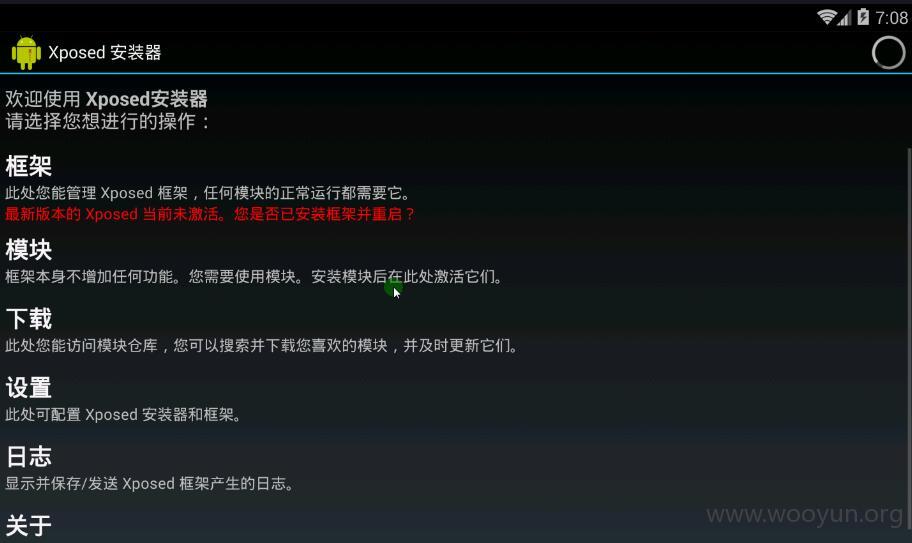 7:08
Xposed 安装器
欢迎使用 Xposed安装器
请选择您想进行的操作：
框架
此处您能管理 Xposed 框架，任何模块的正常运行都需要它。
最新版本的 Xposed 当前未激活。您是否已安装框架并重启？
模块
框架本身不增加任何功能。您需要使用模块。安装模块后在此处激活它们。
下载
此处您能访问模块仓库，您可以搜索并下载您喜欢的模块，并及时更新它们。
设置
此处可配置 Xposed 安装器和框架。
日志
显示并保存/发送 Xposed 框架产生的日志。
关于
www.wooyun.org